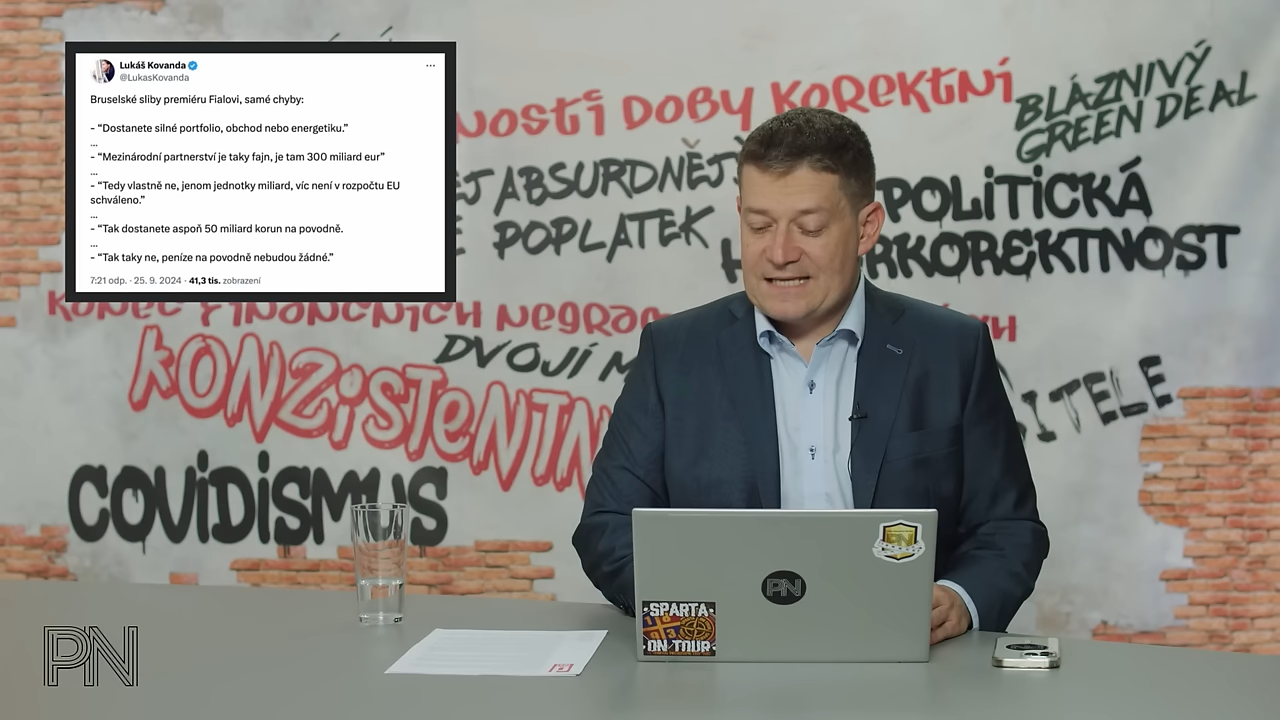 Lukáš Kovanda
@LukasKovanda
Bruselské sliby premiéru Fialovi, samé chyby:
- “Dostanete silné portfolio, obchod nebo energetiku.”
...
- “Mezinárodní partnerství je taky fajn, je tam 300 miliard eur”
...
- “Tedy vlastně ne, jenom jednotky miliard, víc není v rozpočtu EU
schváleno.”
...
- “Tak dostanete aspoň 50 miliard korun na povodně.
...
- “Tak taky ne, peníze na povodně nebudou žádné.”
7:21 odp. · 25. 9. 2024 · 41,3 tis. zobrazení
DOBY KOREKTNÍ
BLÁZNIVÝ
GREEN DEAL
ABSURDNĚJ
POPLATEK
POLITICKÁ
KONEC FINANČNÍCH
DVOJÍ
COVIDISMUS
PN
SPARTA
ON TOUR
PN